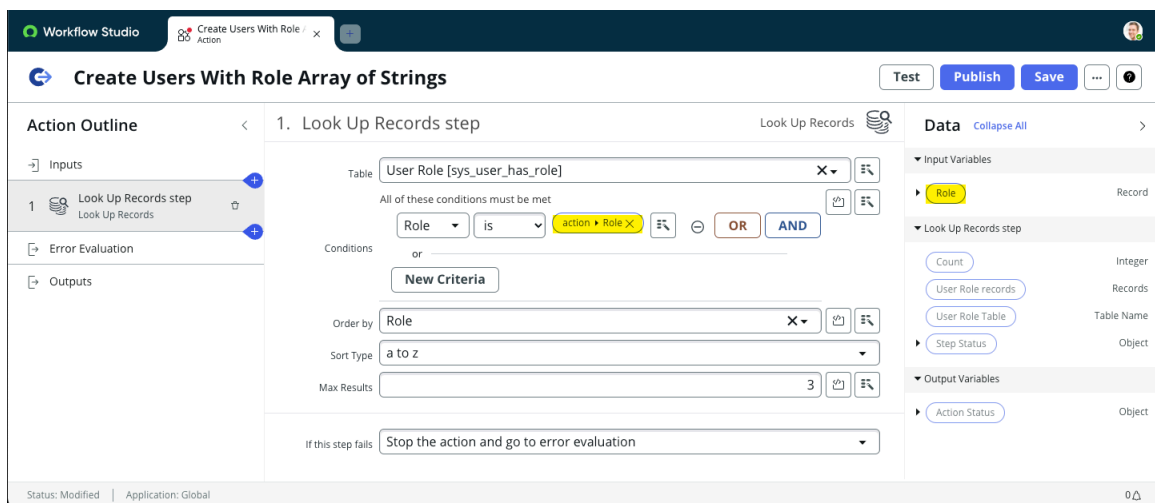 Workflow Studio
Create Users With Role /
Action
Create Users With Role Array of Strings
Test
Publish
Save
Action Outline
Inputs
1
Look Up Records step
Look Up Records
Error Evaluation
Outputs
1. Look Up Records step
Look Up Records
Table
User Role [sys_user_has_role]
All of these conditions must be met
Conditions
Role
is
action ▸ Role
OR
AND
or
New Criteria
Order by
Role
Sort Type
a to z
Max Results
3
If this step fails
Stop the action and go to error evaluation
Data
Collapse All
Input Variables
Role
Record
Look Up Records step
Count
Integer
User Role records
Records
User Role Table
Table Name
Step Status
Object
Output Variables
Action Status
Object
Status: Modified
Application: Global
0